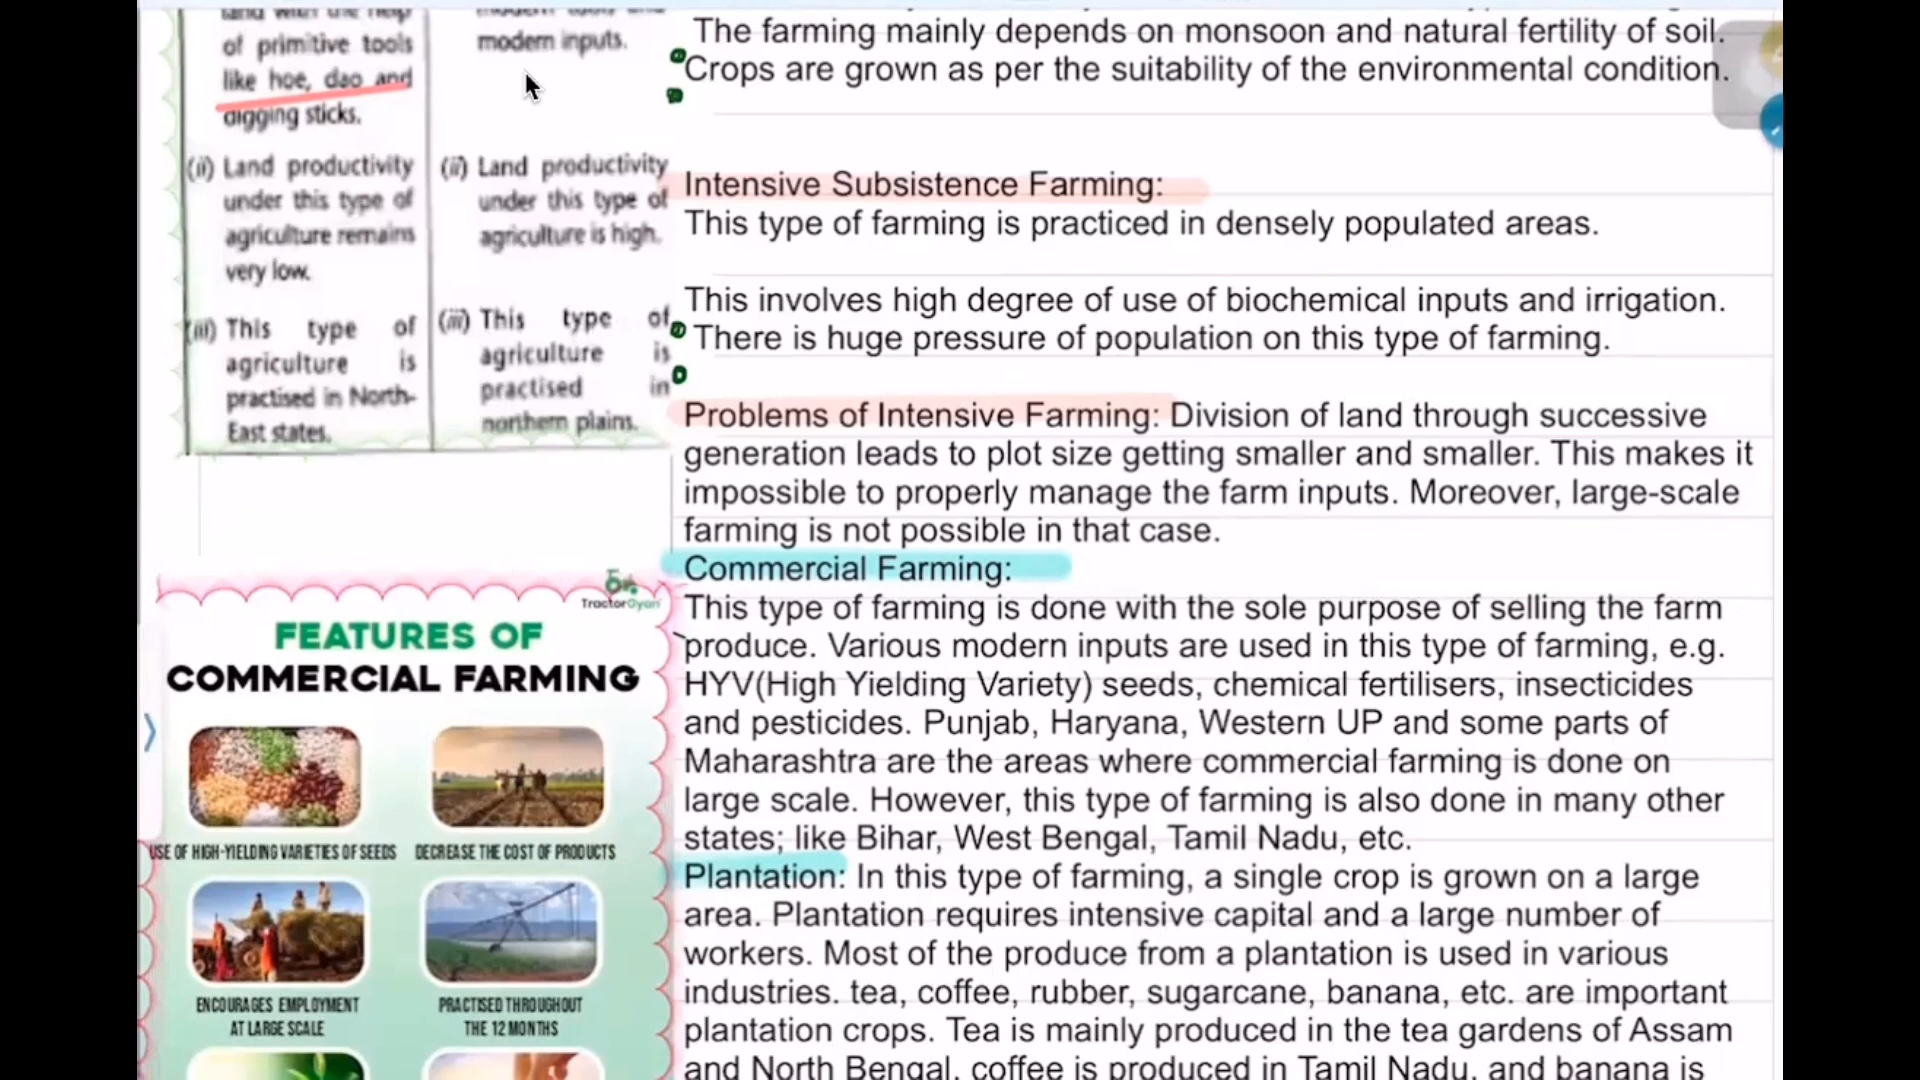 of primitive tools
like hoe, dao and
digging sticks.
(ii) Land productivity
under this type of
agriculture remains
very low.
(iii) This type of
agriculture is
practised in North-
East states.
modern inputs.
(ii) Land productivity
under this type of
agriculture is high.
(iii) This type of
agriculture is
practised in
northern plains.
TractorGyan
FEATURES OF
COMMERCIAL FARMING
USE OF HIGH-YIELDING VARIETIES OF SEEDS
DECREASE THE COST OF PRODUCTS
ENCOURAGES EMPLOYMENT
AT LARGE SCALE
PRACTISED THROUGHOUT
THE 12 MONTHS
The farming mainly depends on monsoon and natural fertility of soil.
Crops are grown as per the suitability of the environmental condition.
Intensive Subsistence Farming:
This type of farming is practiced in densely populated areas.
This involves high degree of use of biochemical inputs and irrigation.
There is huge pressure of population on this type of farming.
Problems of Intensive Farming: Division of land through successive
generation leads to plot size getting smaller and smaller. This makes it
impossible to properly manage the farm inputs. Moreover, large-scale
farming is not possible in that case.
Commercial Farming:
This type of farming is done with the sole purpose of selling the farm
produce. Various modern inputs are used in this type of farming, e.g.
HYV(High Yielding Variety) seeds, chemical fertilisers, insecticides
and pesticides. Punjab, Haryana, Western UP and some parts of
Maharashtra are the areas where commercial farming is done on
large scale. However, this type of farming is also done in many other
states; like Bihar, West Bengal, Tamil Nadu, etc.
Plantation: In this type of farming, a single crop is grown on a large
area. Plantation requires intensive capital and a large number of
workers. Most of the produce from a plantation is used in various
industries. tea, coffee, rubber, sugarcane, banana, etc. are important
plantation crops. Tea is mainly produced in the tea gardens of Assam
and North Bengal, coffee is produced in Tamil Nadu, and banana is